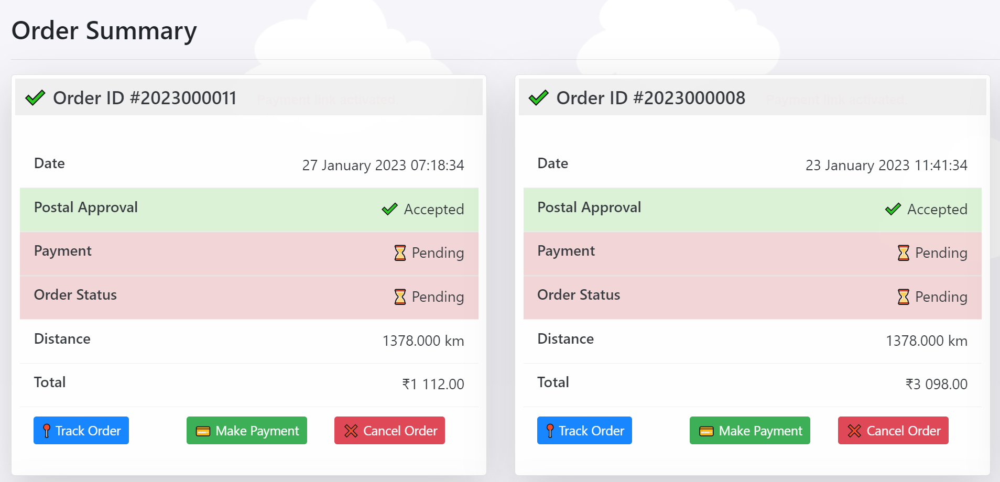 Order Summary
Order ID #2023000011 Payment link activated.
Date 27 January 2023 07:18:34
Postal Approval Accepted
Payment Pending
Order Status Pending
Distance 1378.000 km
Total ₹1 112.00
Track Order Make Payment Cancel Order
Order ID #2023000008 Payment link activated.
Date 23 January 2023 11:41:34
Postal Approval Accepted
Payment Pending
Order Status Pending
Distance 1378.000 km
Total ₹3 098.00
Track Order Make Payment Cancel Order